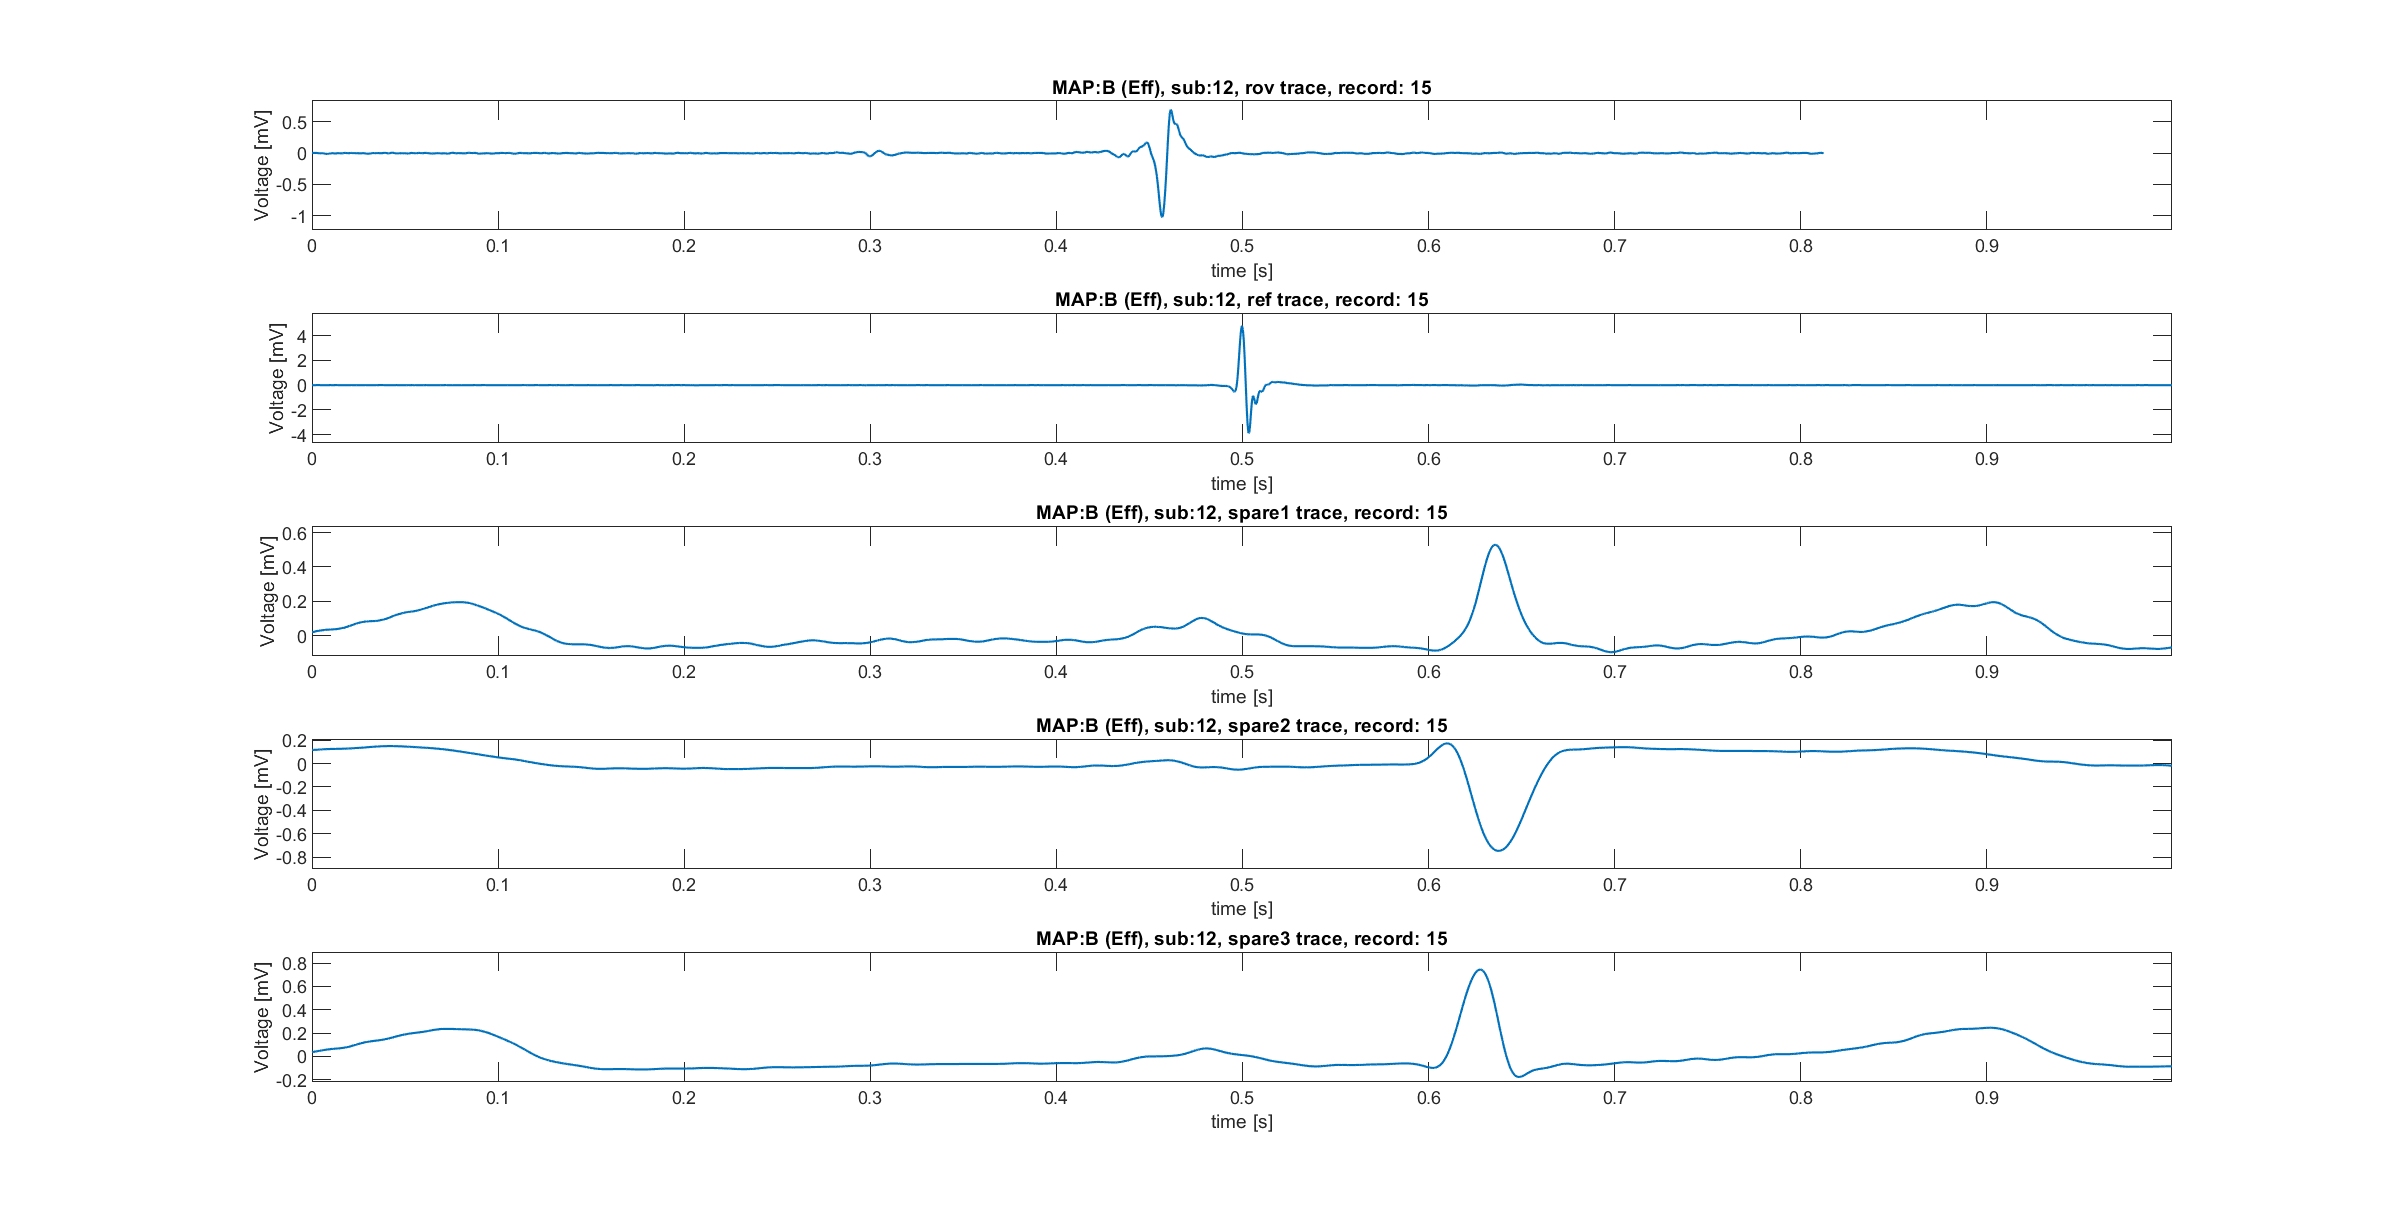 MAP:B (Eff), sub:12, rov trace, record: 15
Voltage [mV]
0.5
0
-0.5
-1
0 0.1 0.2 0.3 0.4 0.5 0.6 0.7 0.8 0.9
time [s]
MAP:B (Eff), sub:12, ref trace, record: 15
Voltage [mV]
4
2
0
-2
-4
0 0.1 0.2 0.3 0.4 0.5 0.6 0.7 0.8 0.9
time [s]
MAP:B (Eff), sub:12, spare1 trace, record: 15
Voltage [mV]
0.6
0.4
0.2
0
0 0.1 0.2 0.3 0.4 0.5 0.6 0.7 0.8 0.9
time [s]
MAP:B (Eff), sub:12, spare2 trace, record: 15
Voltage [mV]
0.2
0
-0.2
-0.4
-0.6
-0.8
0 0.1 0.2 0.3 0.4 0.5 0.6 0.7 0.8 0.9
time [s]
MAP:B (Eff), sub:12, spare3 trace, record: 15
Voltage [mV]
0.8
0.6
0.4
0.2
0
-0.2
0 0.1 0.2 0.3 0.4 0.5 0.6 0.7 0.8 0.9
time [s]